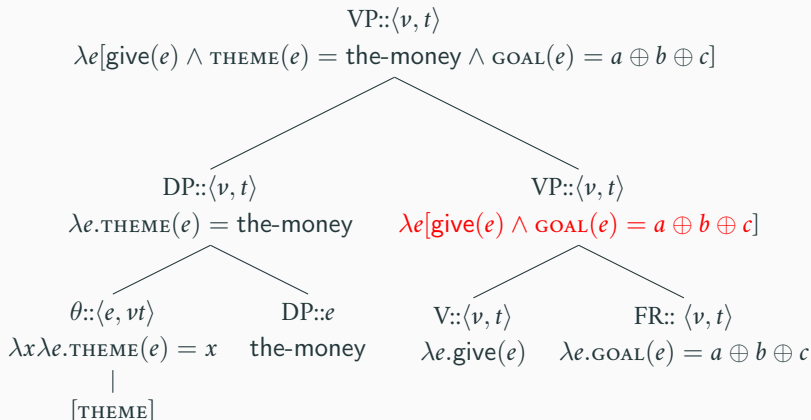 VP::⟨ν, t⟩
λe[give(e) ∧ THEME(e) = the-money ∧ GOAL(e) = a ⊕ b ⊕ c]
DP::⟨ν, t⟩ VP::⟨ν, t⟩
λe.THEME(e) = the-money λe[give(e) ∧ GOAL(e) = a ⊕ b ⊕ c]
θ::⟨e, νt⟩ DP::e V::⟨ν, t⟩ FR:: ⟨ν, t⟩
λxλe.THEME(e) = x the-money λe.give(e) λe.GOAL(e) = a ⊕ b ⊕ c
[THEME]